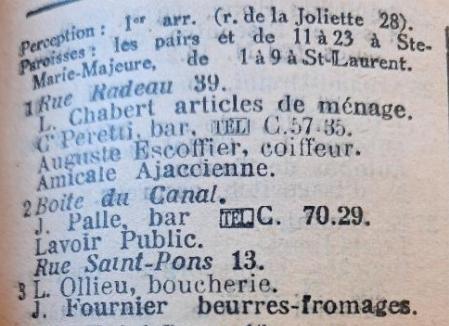 Perception : 1er arr. (r. de la Joliette 28).
Paroisses : les pairs et de 11 à 23 à Ste-
Marie-Majeure, de 1 à 9 à St-Laurent.
1 Rue Radeau 39.
L. Chabert articles de ménage.
C. Peretti, bar. TÉL C.57-35.
Auguste Escoffier, coiffeur.
Amicale Ajaccienne.
2 Boite du Canal.
J. Palle, bar TÉL C. 70.29.
Lavoir Public.
Rue Saint-Pons 13.
3 L. Ollieu, boucherie.
J. Fournier beurres-fromages.